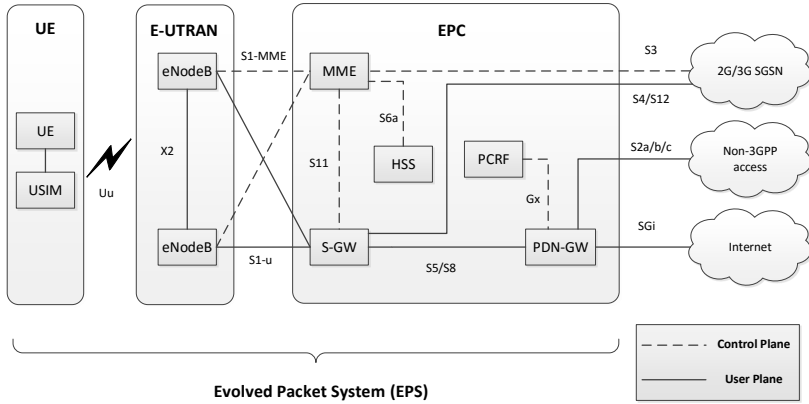 UE
E-UTRAN
EPC
S1-MME
S3
eNodeB
MME
2G/3G SGSN
S4/S12
S6a
UE
X2
S11
HSS
PCRF
S2a/b/c
Non-3GPP
access
USIM
Uu
Gx
SGi
eNodeB
S-GW
PDN-GW
Internet
S1-u
S5/S8
Control Plane
User Plane
Evolved Packet System (EPS)